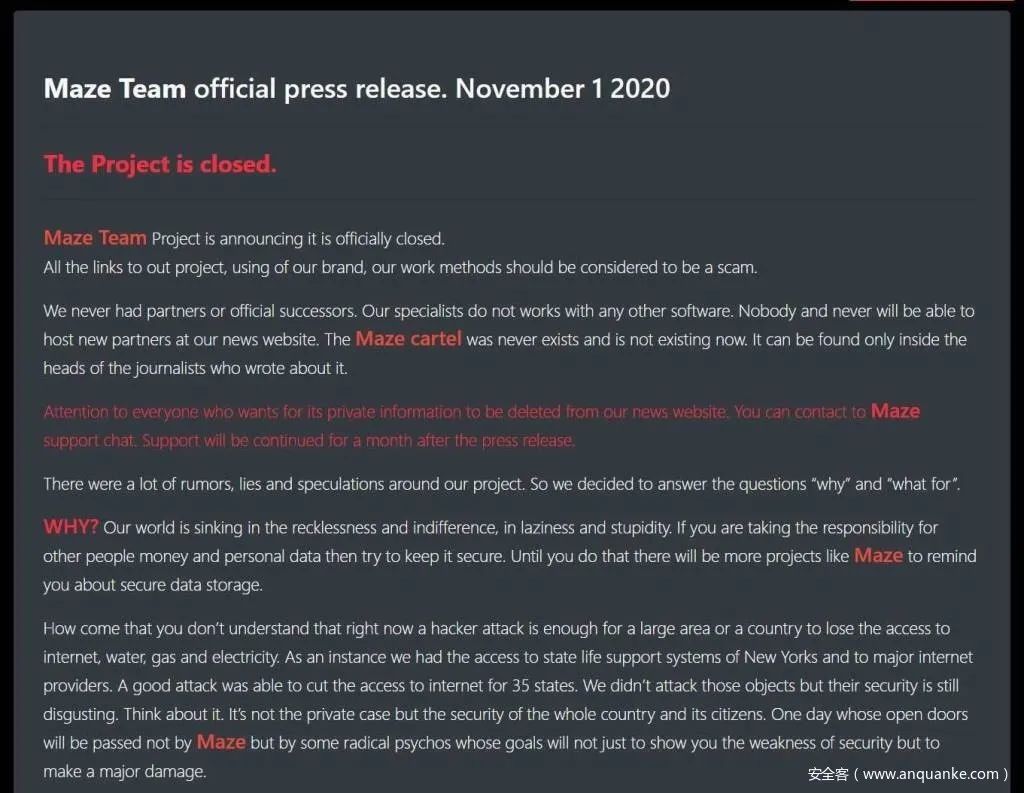 Maze Team official press release. November 1 2020
The Project is closed.
Maze Team Project is announcing it is officially closed.
All the links to out project, using of our brand, our work methods should be considered to be a scam.
We never had partners or official successors. Our specialists do not works with any other software. Nobody and never will be able to
host new partners at our news website. The Maze cartel was never exists and is not existing now. It can be found only inside the
heads of the journalists who wrote about it.
Attention to everyone who wants for its private information to be deleted from our news website. You can contact to Maze
support chat. Support will be continued for a month after the press release.
There were a lot of rumors, lies and speculations around our project. So we decided to answer the questions “why” and “what for”.
WHY? Our world is sinking in the recklessness and indifference, in laziness and stupidity. If you are taking the responsibility for
other people money and personal data then try to keep it secure. Until you do that there will be more projects like Maze to remind
you about secure data storage.
How come that you don’t understand that right now a hacker attack is enough for a large area or a country to lose the access to
internet, water, gas and electricity. As an instance we had the access to state life support systems of New Yorks and to major internet
providers. A good attack was able to cut the access to internet for 35 states. We didn’t attack those objects but their security is still
disgusting. Think about it. It’s not the private case but the security of the whole country and its citizens. One day whose open doors
will be passed not by Maze but by some radical psychos whose goals will not just to show you the weakness of security but to
make a major damage.
安全客（www.anquanke.com）